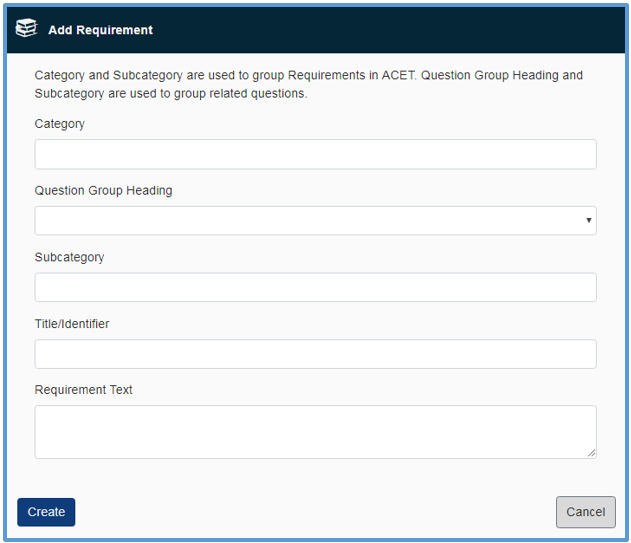 Add Requirement
Category and Subcategory are used to group Requirements in ACET. Question Group Heading and
Subcategory are used to group related questions.
Category
Question Group Heading
Subcategory
Title/Identifier
Requirement Text
Create
Cancel